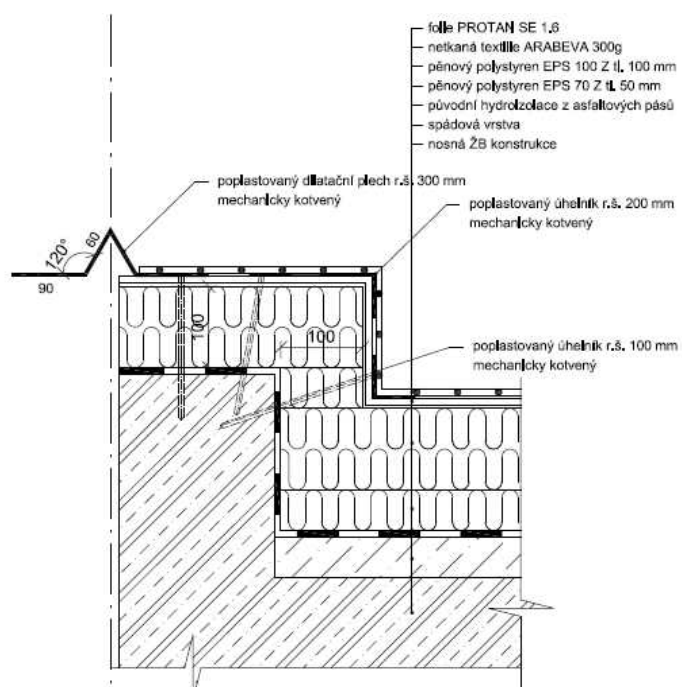 folie PROTAN SE 1.6
netkaná textilie ARABEVA 300g
pěnový polystyren EPS 100 Z tl. 100 mm
pěnový polystyren EPS 70 Z tl. 50 mm
původní hydroizolace z asfaltových pásů
spádová vrstva
nosná ŽB konstrukce
poplastovaný dilatační plech r.š. 300 mm
mechanicky kotvený
poplastovaný úhelník r.š. 200 mm
mechanicky kotvený
120°
60
90
100
100
poplastovaný úhelník r.š. 100 mm
mechanicky kotvený